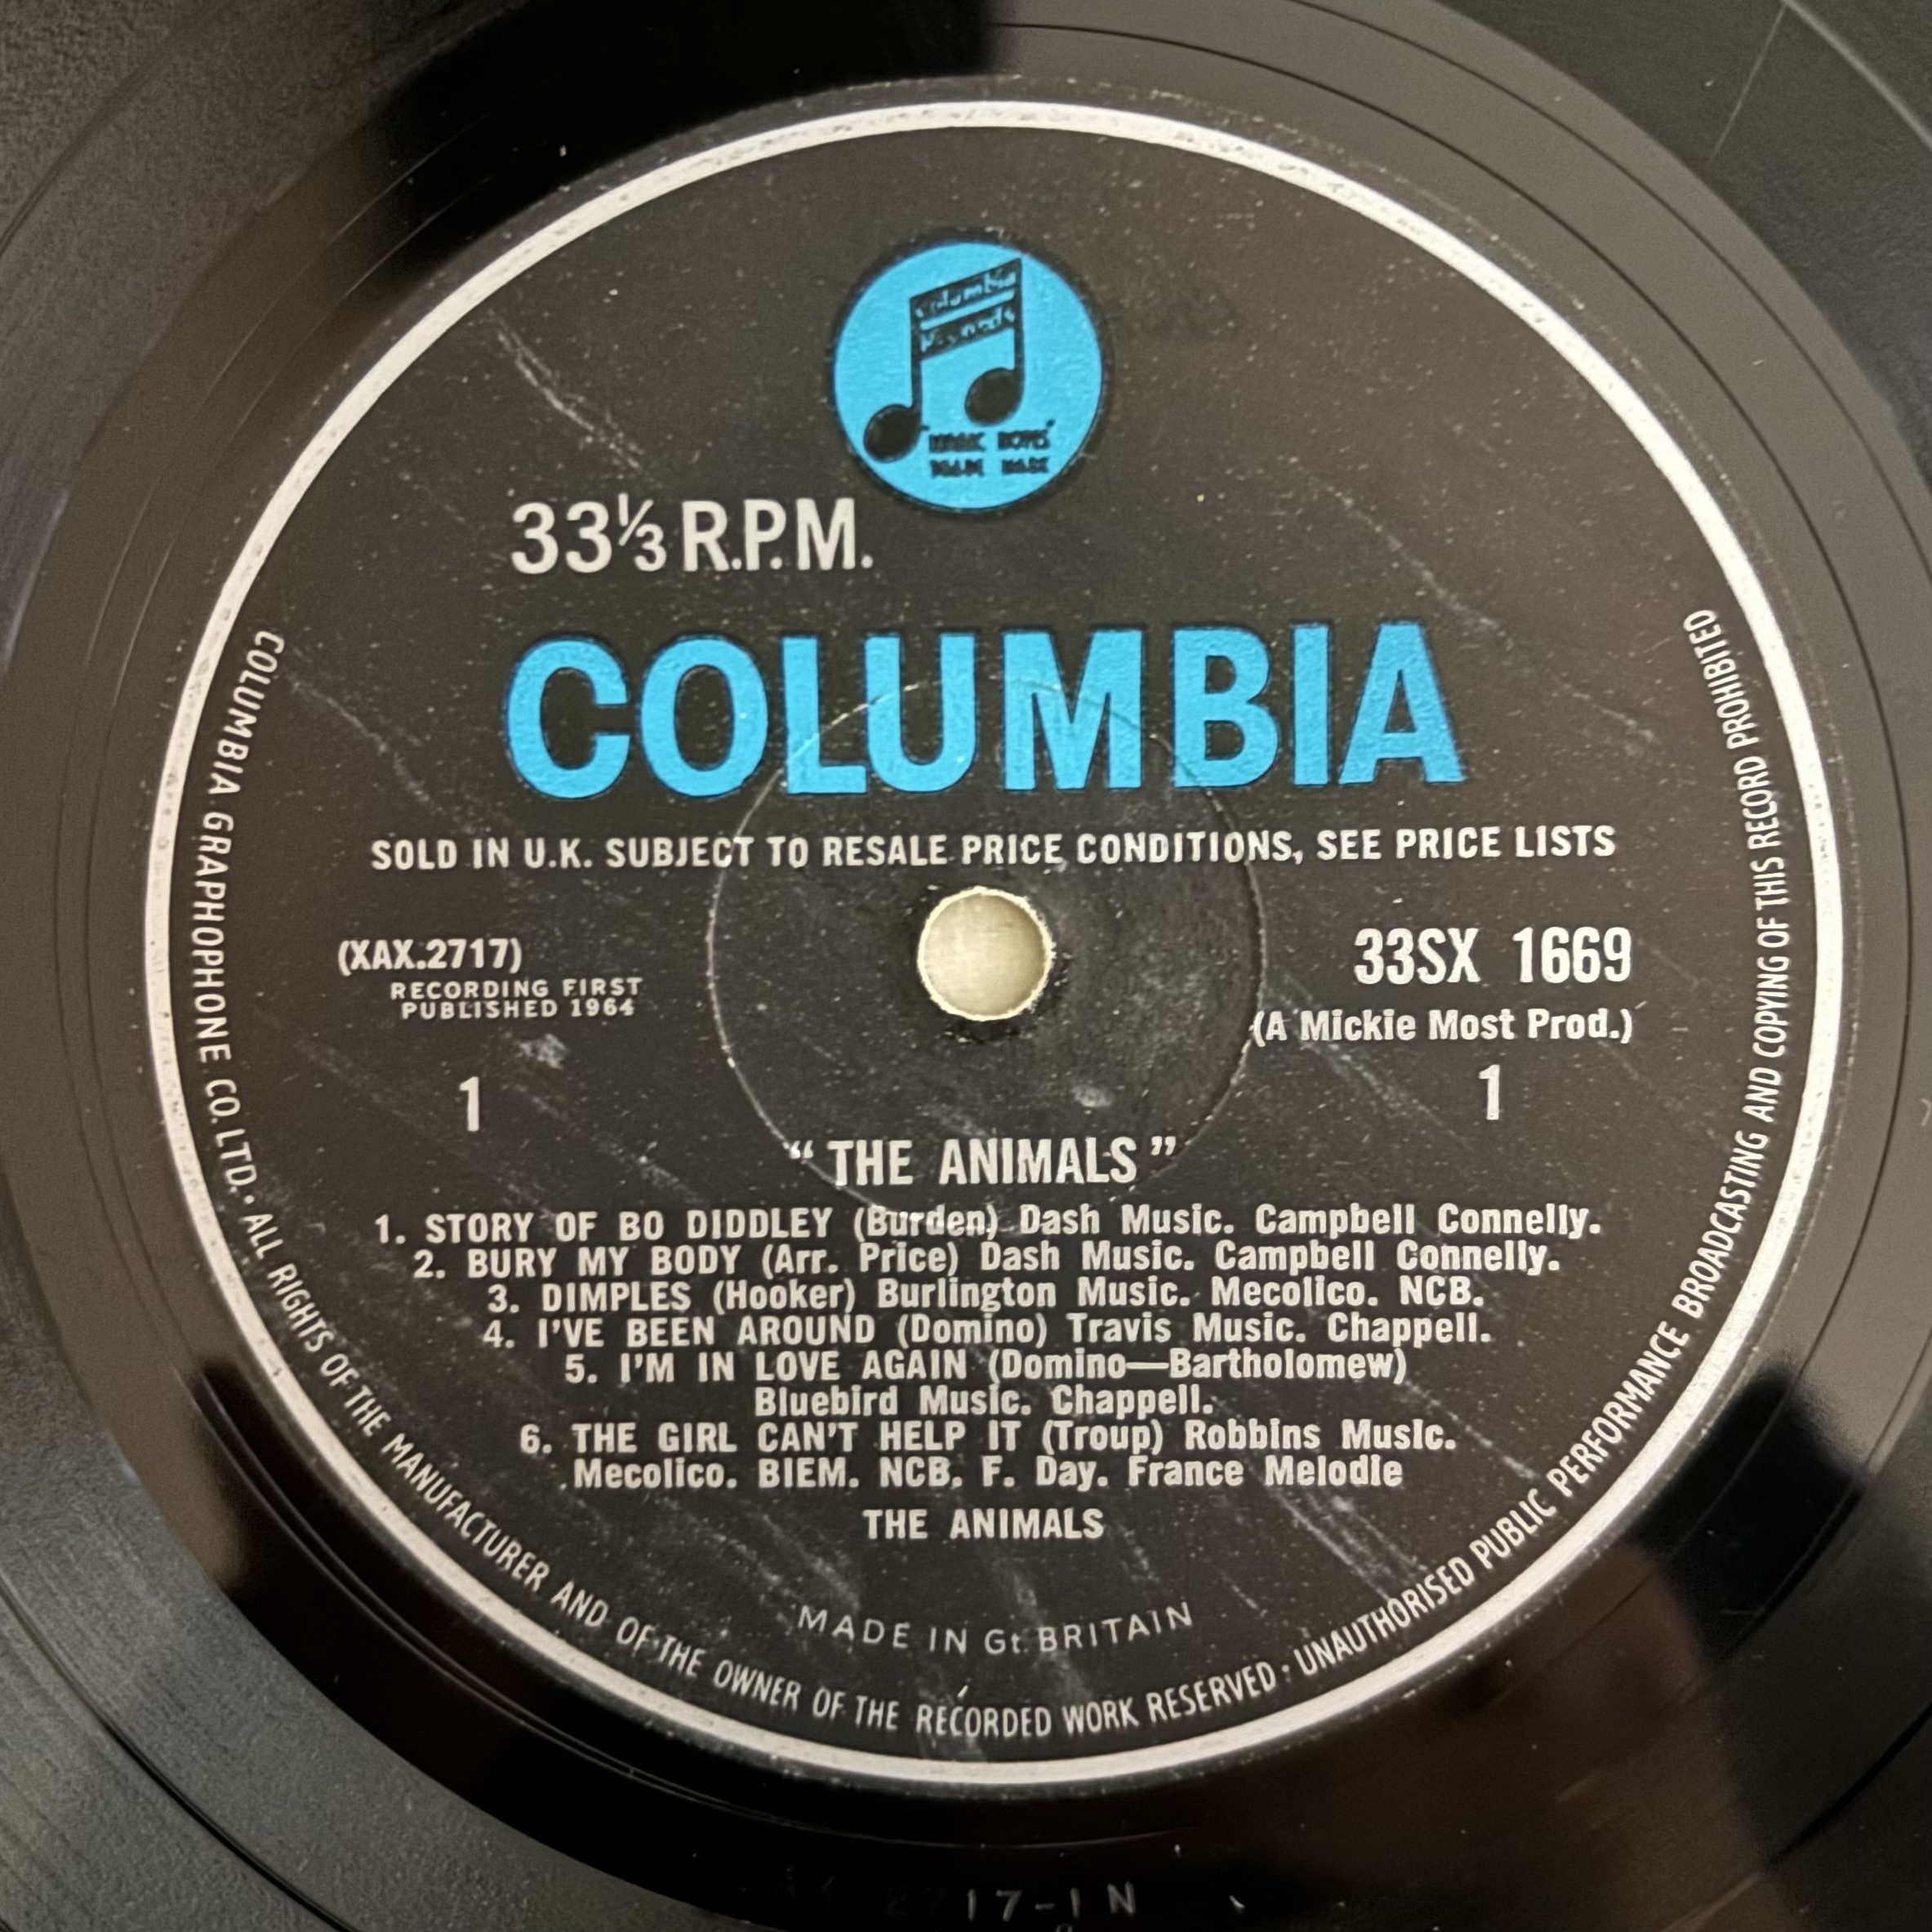 Columbia
Records
MAGIC NOTES
TRADE MARK
33⅓ R.P.M.
COLUMBIA
SOLD IN U.K. SUBJECT TO RESALE PRICE CONDITIONS, SEE PRICE LISTS
(XAX.2717)
RECORDING FIRST
PUBLISHED 1964
33SX 1669
(A Mickie Most Prod.)
1
1
“THE ANIMALS”
1. STORY OF BO DIDDLEY (Burden) Dash Music. Campbell Connelly.
2. BURY MY BODY (Arr. Price) Dash Music. Campbell Connelly.
3. DIMPLES (Hooker) Burlington Music. Mecolico. NCB.
4. I'VE BEEN AROUND (Domino) Travis Music. Chappell.
5. I'M IN LOVE AGAIN (Domino—Bartholomew)
Bluebird Music. Chappell.
6. THE GIRL CAN'T HELP IT (Troup) Robbins Music.
Mecolico. BIEM. NCB. F. Day. France Melodie
THE ANIMALS
MADE IN Gt. BRITAIN
COLUMBIA GRAPHOPHONE CO. LTD. • ALL RIGHTS OF THE MANUFACTURER AND OF THE OWNER OF THE RECORDED WORK RESERVED • UNAUTHORISED PUBLIC PERFORMANCE BROADCASTING AND COPYING OF THIS RECORD PROHIBITED
17-1N